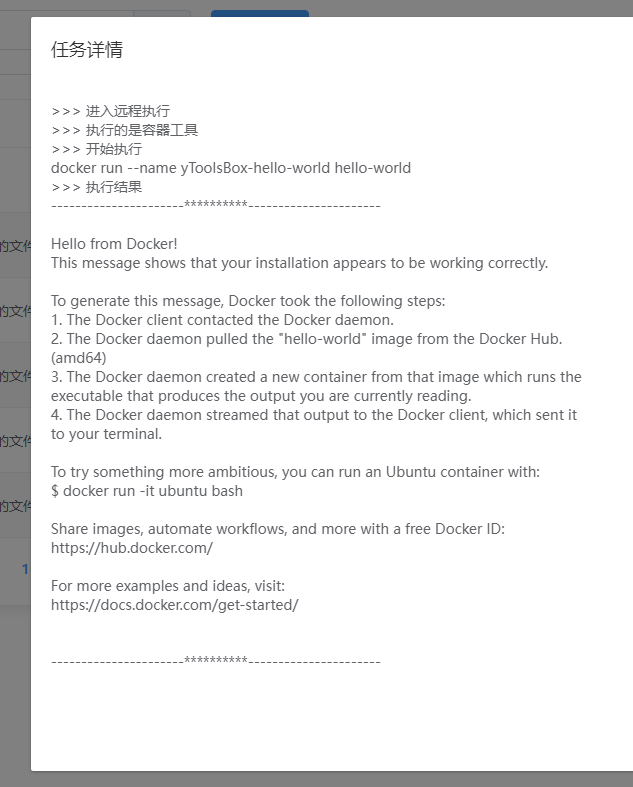 任务详情
>>> 进入远程执行
>>> 执行的是容器工具
>>> 开始执行
docker run --name yToolsBox-hello-world hello-world
>>> 执行结果
----------------------**********----------------------
Hello from Docker!
This message shows that your installation appears to be working correctly.
To generate this message, Docker took the following steps:
1. The Docker client contacted the Docker daemon.
2. The Docker daemon pulled the "hello-world" image from the Docker Hub.
(amd64)
3. The Docker daemon created a new container from that image which runs the
executable that produces the output you are currently reading.
4. The Docker daemon streamed that output to the Docker client, which sent it
to your terminal.
To try something more ambitious, you can run an Ubuntu container with:
$ docker run -it ubuntu bash
Share images, automate workflows, and more with a free Docker ID:
https://hub.docker.com/
For more examples and ideas, visit:
https://docs.docker.com/get-started/
----------------------**********----------------------
的文件
的文件
的文件
的文件
的文件
1